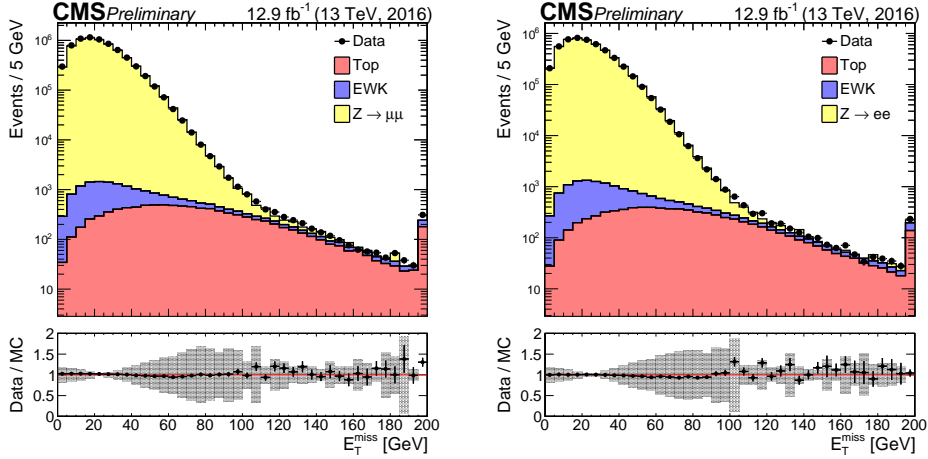 CMS Preliminary 12.9 fb⁻¹ (13 TeV, 2016)
Events / 5 GeV
10⁶
10⁵
10⁴
10³
10²
10
Data
Top
EWK
Z → μμ
Data / MC
2
1.5
1
0.5
0
0 20 40 60 80 100 120 140 160 180 200
E_T^miss [GeV]
CMS Preliminary 12.9 fb⁻¹ (13 TeV, 2016)
Events / 5 GeV
10⁶
10⁵
10⁴
10³
10²
10
Data
Top
EWK
Z → ee
Data / MC
2
1.5
1
0.5
0
0 20 40 60 80 100 120 140 160 180 200
E_T^miss [GeV]